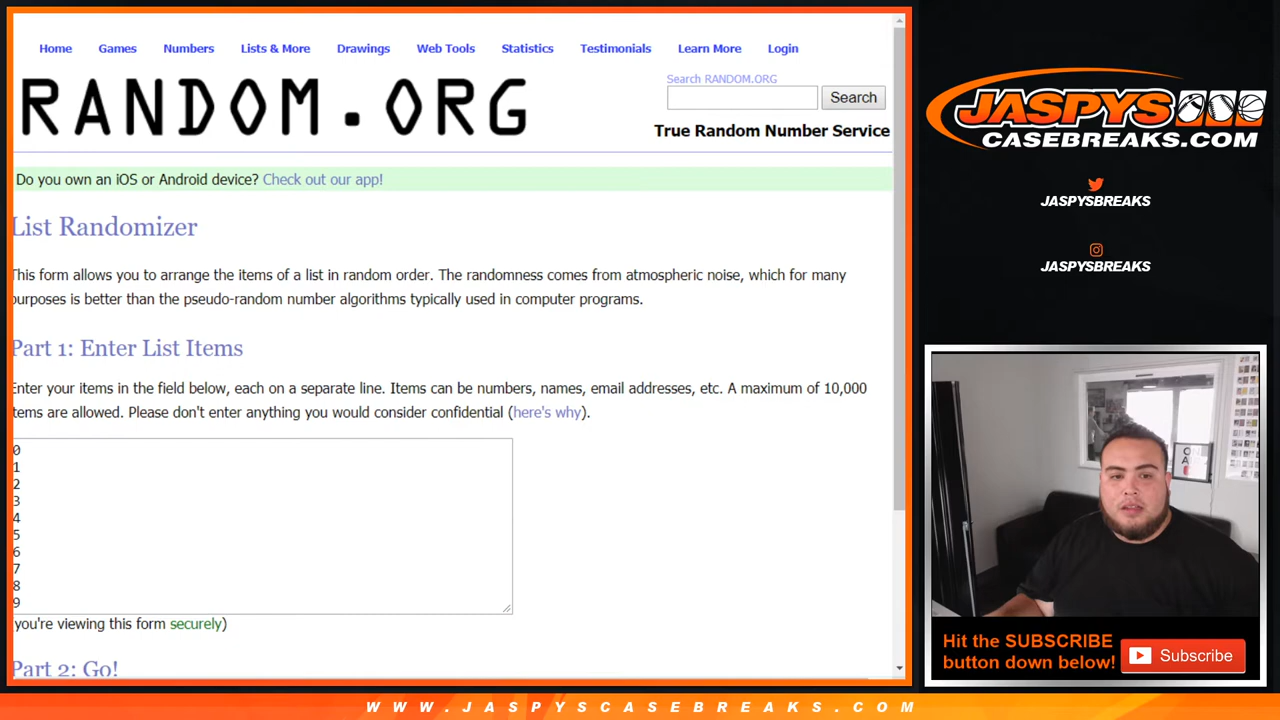 Home Games Numbers Lists & More Drawings Web Tools Statistics Testimonials Learn More Login
RANDOM.ORG
Search RANDOM.ORG
Search
True Random Number Service
Do you own an iOS or Android device? Check out our app!
List Randomizer
This form allows you to arrange the items of a list in random order. The randomness comes from atmospheric noise, which for many
purposes is better than the pseudo-random number algorithms typically used in computer programs.
Part 1: Enter List Items
Enter your items in the field below, each on a separate line. Items can be numbers, names, email addresses, etc. A maximum of 10,000
items are allowed. Please don't enter anything you would consider confidential (here's why).
0
1
2
3
4
5
6
7
8
9
you're viewing this form securely)
Part 2: Go!
JASPYS
CASEBREAKS.COM
JASPYSBREAKS
JASPYSBREAKS
ON
Hit the SUBSCRIBE
button down below!
Subscribe
WWW.JASPYSCASEBREAKS.COM